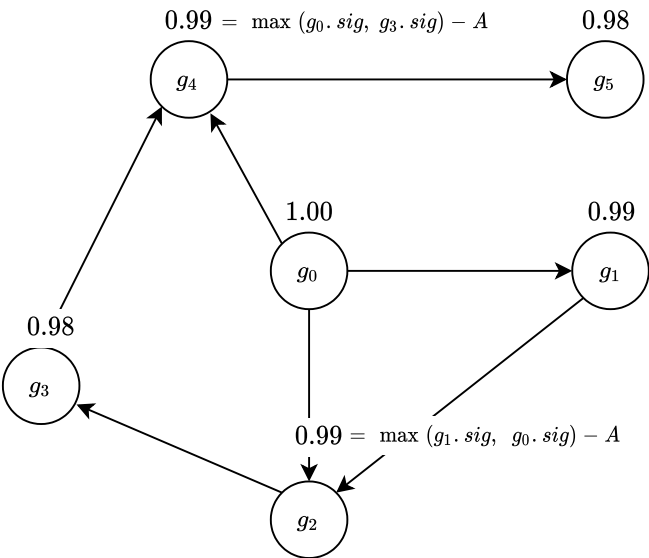 0.99 = max (g₀.sig, g₃.sig) − A
0.98
g₄
g₅
1.00
0.99
g₀
g₁
0.98
g₃
0.99 = max (g₁.sig, g₀.sig) − A
g₂